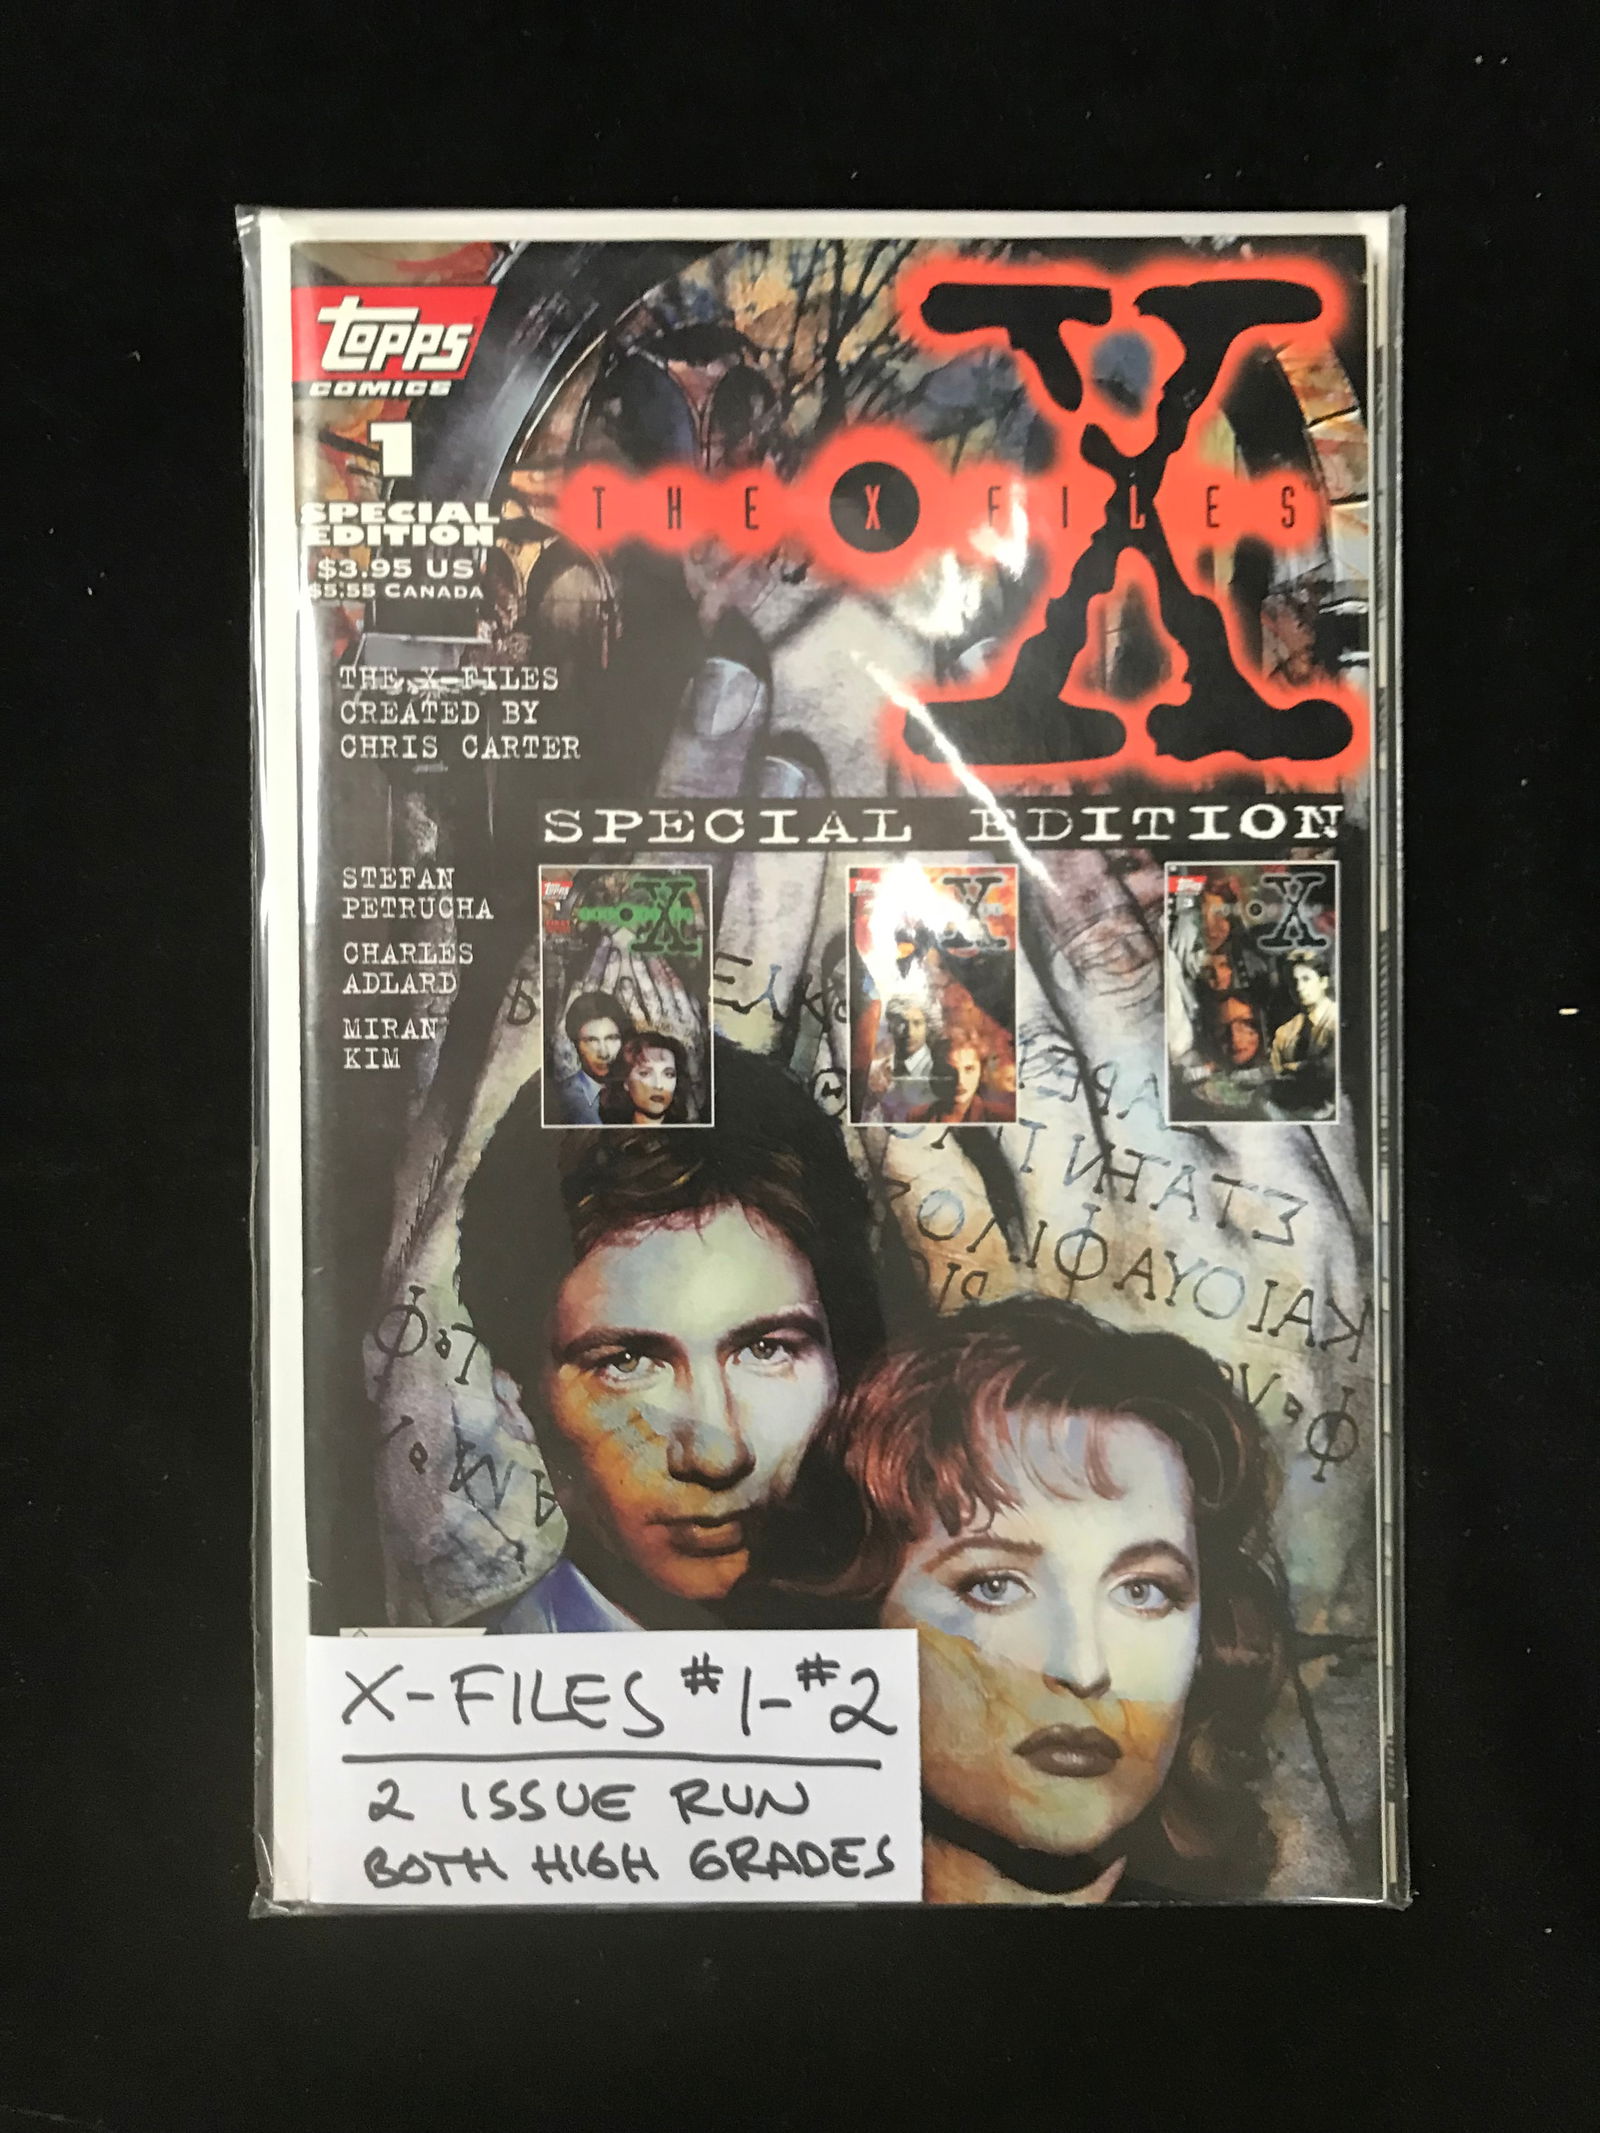 Topps
COMICS
1
SPECIAL
EDITION
$3.95 US
$5.55 CANADA
THE X FILES
X
THE X-FILES
CREATED BY
CHRIS CARTER
SPECIAL EDITION
STEFAN
PETRUCHA
CHARLES
ADLARD
MIRAN
KIM
X-FILES #1-#2
2 ISSUE RUN
BOTH HIGH GRADES